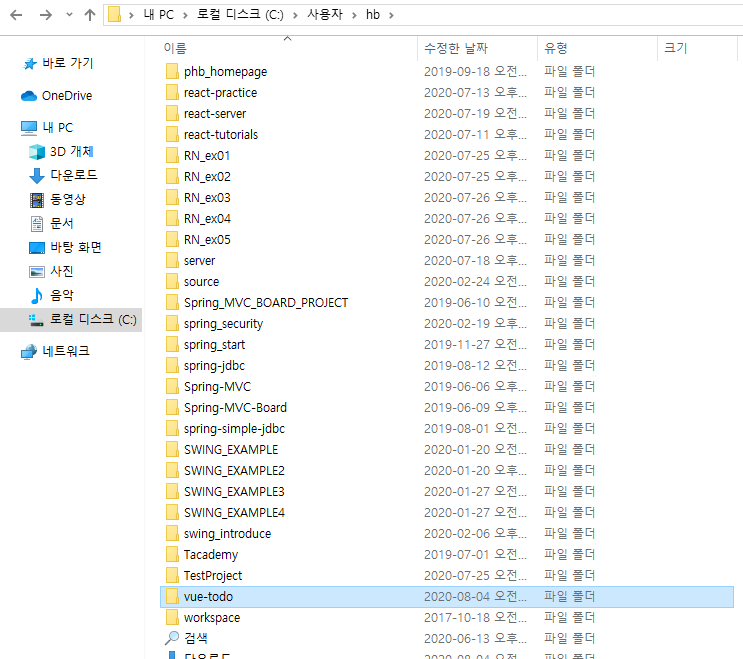 내 PC > 로컬 디스크 (C:) > 사용자 > hb >
이름 수정한 날짜 유형 크기
바로 가기
OneDrive
내 PC
3D 개체
다운로드
동영상
문서
바탕 화면
사진
음악
로컬 디스크 (C:)
네트워크
phb_homepage 2019-09-18 오전... 파일 폴더
react-practice 2020-07-13 오후... 파일 폴더
react-server 2020-07-19 오전... 파일 폴더
react-tutorials 2020-07-11 오후... 파일 폴더
RN_ex01 2020-07-25 오후... 파일 폴더
RN_ex02 2020-07-25 오후... 파일 폴더
RN_ex03 2020-07-26 오후... 파일 폴더
RN_ex04 2020-07-26 오후... 파일 폴더
RN_ex05 2020-07-26 오후... 파일 폴더
server 2020-07-18 오후... 파일 폴더
source 2020-02-24 오전... 파일 폴더
Spring_MVC_BOARD_PROJECT 2019-06-10 오전... 파일 폴더
spring_security 2020-02-19 오후... 파일 폴더
spring_start 2019-11-27 오전... 파일 폴더
spring-jdbc 2019-08-12 오전... 파일 폴더
Spring-MVC 2019-06-06 오후... 파일 폴더
Spring-MVC-Board 2019-06-09 오후... 파일 폴더
spring-simple-jdbc 2019-08-01 오전... 파일 폴더
SWING_EXAMPLE 2020-01-20 오전... 파일 폴더
SWING_EXAMPLE2 2020-01-20 오후... 파일 폴더
SWING_EXAMPLE3 2020-01-27 오전... 파일 폴더
SWING_EXAMPLE4 2020-01-27 오전... 파일 폴더
swing_introduce 2020-02-06 오후... 파일 폴더
Tacademy 2019-07-01 오전... 파일 폴더
TestProject 2020-07-25 오전... 파일 폴더
vue-todo 2020-08-04 오전... 파일 폴더
workspace 2017-10-18 오전... 파일 폴더
검색 2020-06-13 오후... 파일 폴더
다운로드 2020-08-04 오전... 파일 폴더